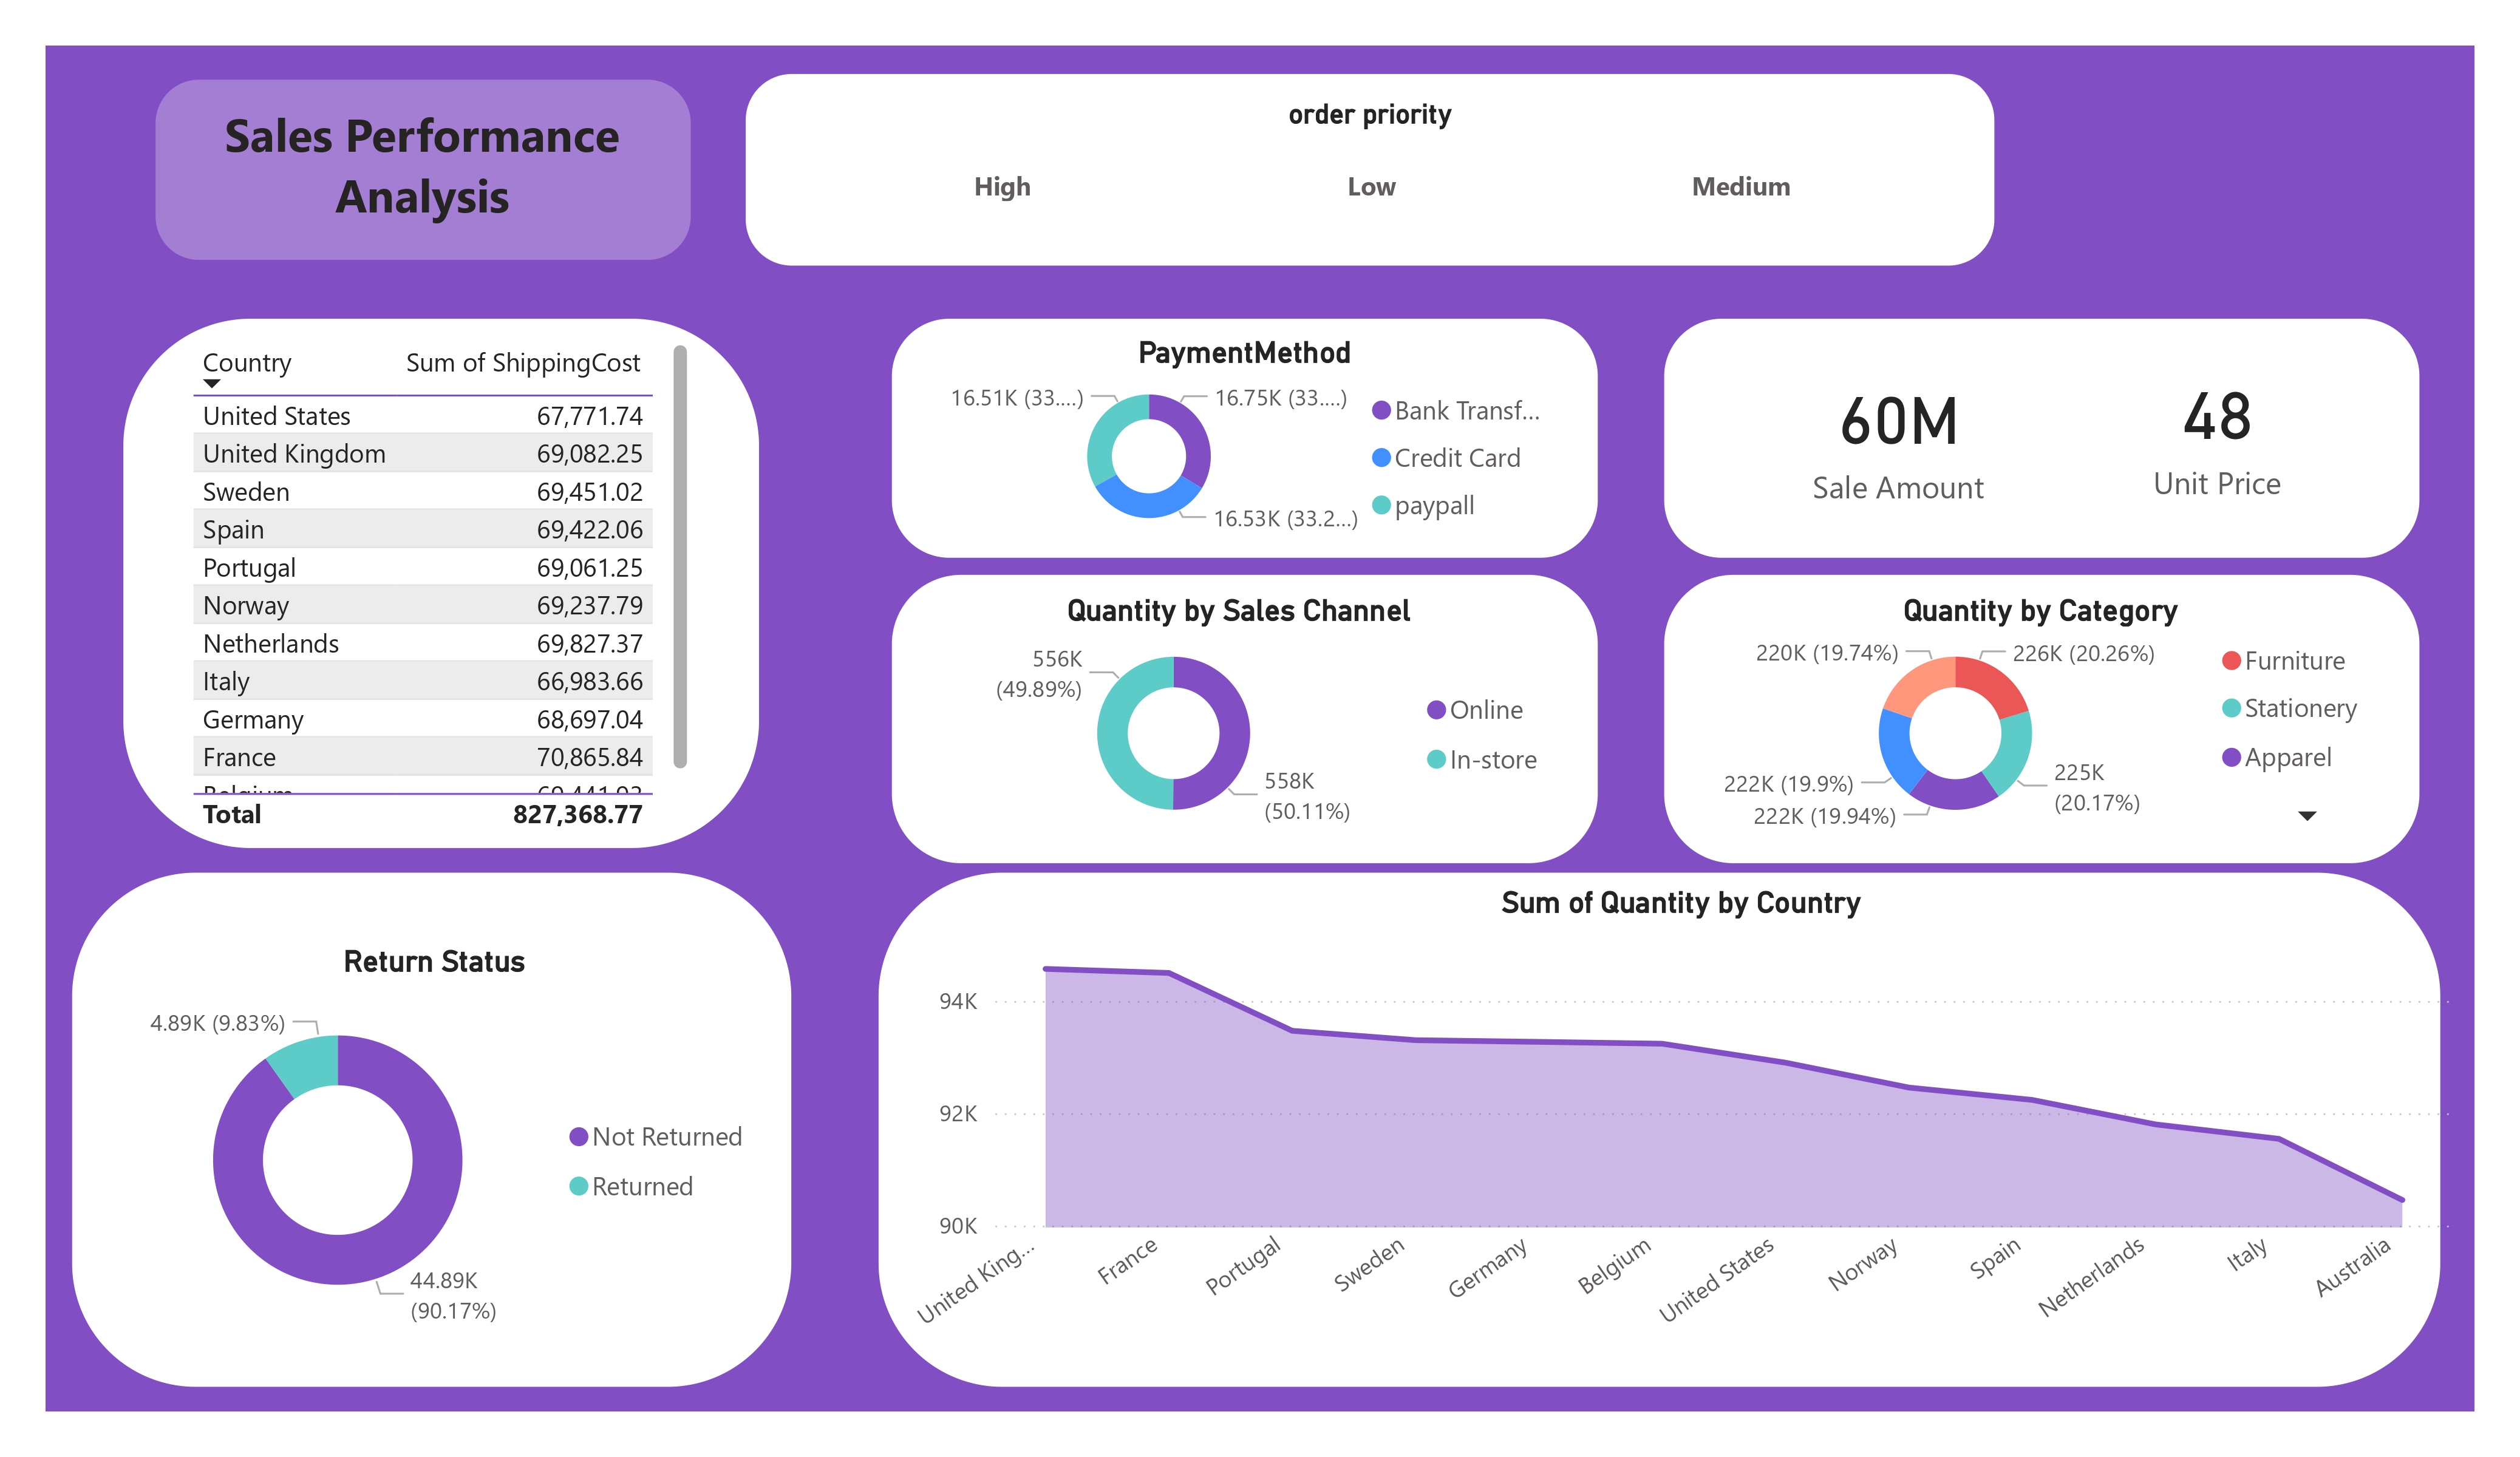 Sales Performance
Analysis
order priority
High Low Medium
Country Sum of ShippingCost
United States 67,771.74
United Kingdom 69,082.25
Sweden 69,451.02
Spain 69,422.06
Portugal 69,061.25
Norway 69,237.79
Netherlands 69,827.37
Italy 66,983.66
Germany 68,697.04
France 70,865.84
Total 827,368.77
PaymentMethod
16.51K (33....) 16.75K (33....)
16.53K (33.2...)
Bank Transf...
Credit Card
paypall
60M
Sale Amount
48
Unit Price
Quantity by Sales Channel
556K
(49.89%)
558K
(50.11%)
Online
In-store
Quantity by Category
220K (19.74%) 226K (20.26%)
222K (19.9%) 225K
222K (19.94%) (20.17%)
Furniture
Stationery
Apparel
Return Status
4.89K (9.83%)
44.89K
(90.17%)
Not Returned
Returned
Sum of Quantity by Country
94K
92K
90K
United King...
France
Portugal
Sweden
Germany
Belgium
United States
Norway
Spain
Netherlands
Italy
Australia